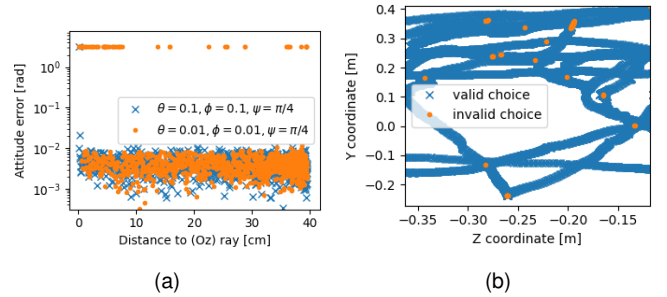 Attitude error [rad]
10⁰
10⁻¹
10⁻²
10⁻³
θ = 0.1, ϕ = 0.1, ψ = π/4
θ = 0.01, ϕ = 0.01, ψ = π/4
0 10 20 30 40
Distance to (Oz) ray [cm]
(a)
Y coordinate [m]
0.4
0.3
0.2
0.1
0.0
−0.1
−0.2
valid choice
invalid choice
−0.35 −0.30 −0.25 −0.20 −0.15
Z coordinate [m]
(b)